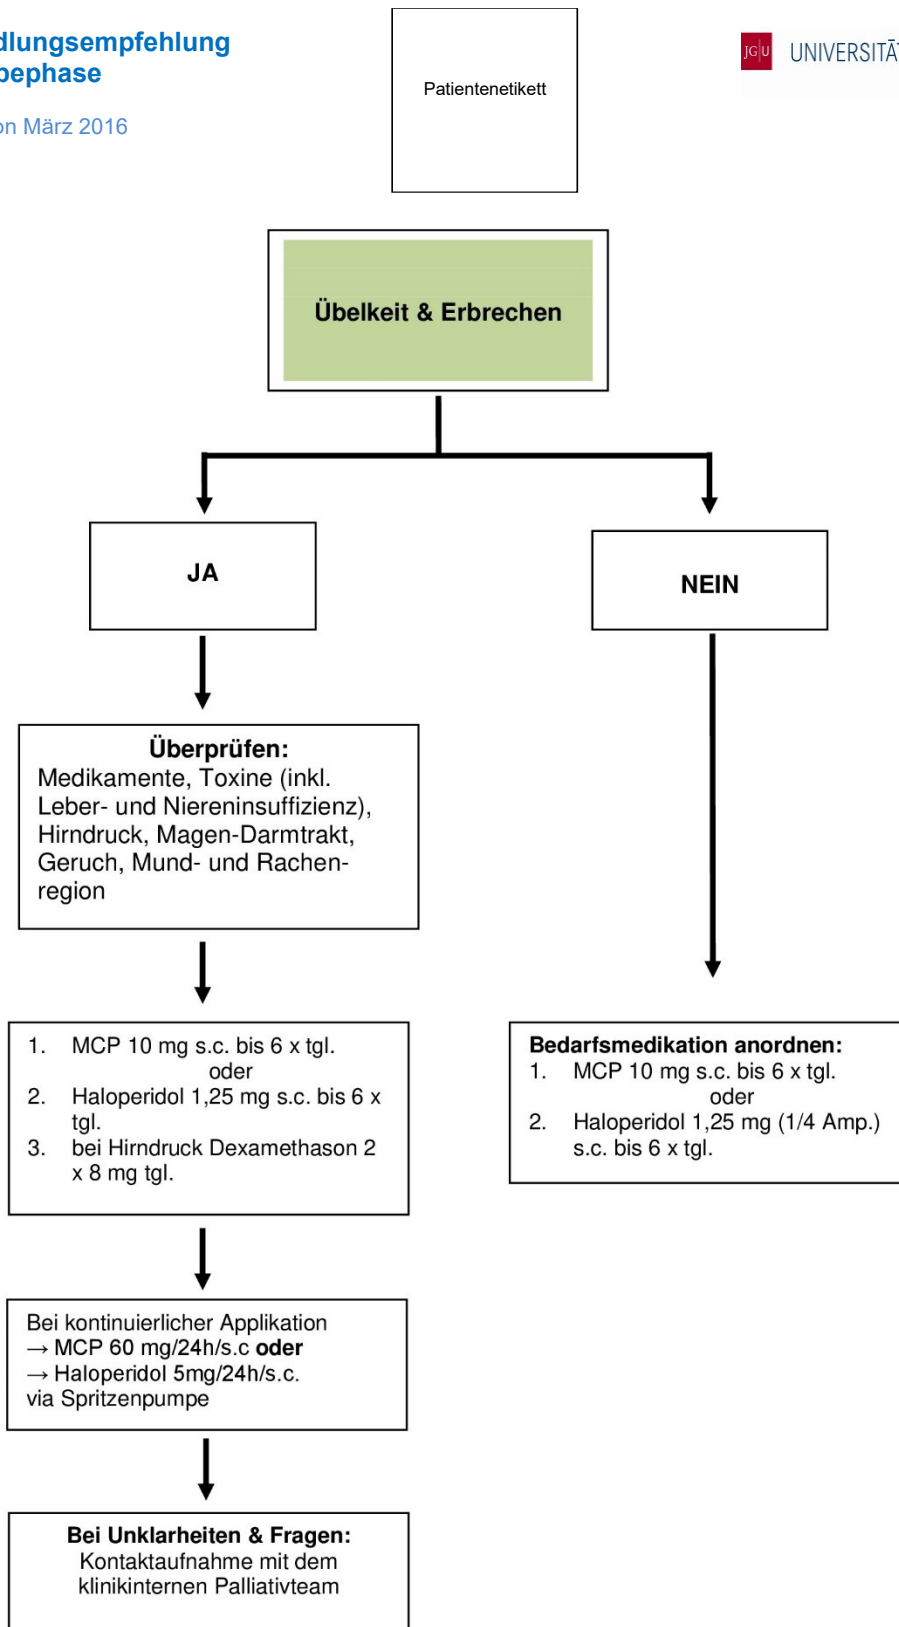 dlungsempfehlung
bephase
on März 2016
Patientenetikett
JG|U UNIVERSITÄT
Übelkeit & Erbrechen
JA
NEIN
Überprüfen:
Medikamente, Toxine (inkl.
Leber- und Niereninsuffizienz),
Hirndruck, Magen-Darmtrakt,
Geruch, Mund- und Rachen-
region
1. MCP 10 mg s.c. bis 6 x tgl.
oder
2. Haloperidol 1,25 mg s.c. bis 6 x
tgl.
3. bei Hirndruck Dexamethason 2
x 8 mg tgl.
Bedarfsmedikation anordnen:
1. MCP 10 mg s.c. bis 6 x tgl.
oder
2. Haloperidol 1,25 mg (1/4 Amp.)
s.c. bis 6 x tgl.
Bei kontinuierlicher Applikation
→ MCP 60 mg/24h/s.c oder
→ Haloperidol 5mg/24h/s.c.
via Spritzenpumpe
Bei Unklarheiten & Fragen:
Kontaktaufnahme mit dem
klinikinternen Palliativteam